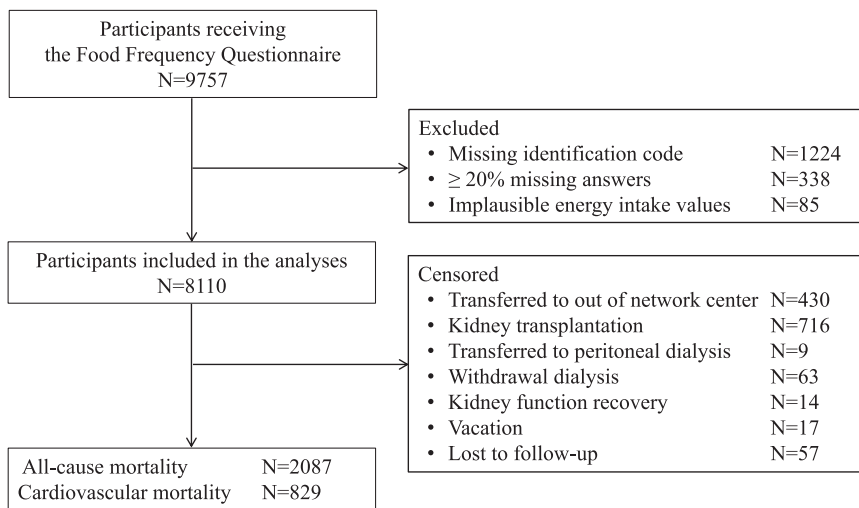 Participants receiving
the Food Frequency Questionnaire
N=9757
Excluded
• Missing identification code N=1224
• ≥ 20% missing answers N=338
• Implausible energy intake values N=85
Participants included in the analyses
N=8110
Censored
• Transferred to out of network center N=430
• Kidney transplantation N=716
• Transferred to peritoneal dialysis N=9
• Withdrawal dialysis N=63
• Kidney function recovery N=14
• Vacation N=17
• Lost to follow-up N=57
All-cause mortality N=2087
Cardiovascular mortality N=829